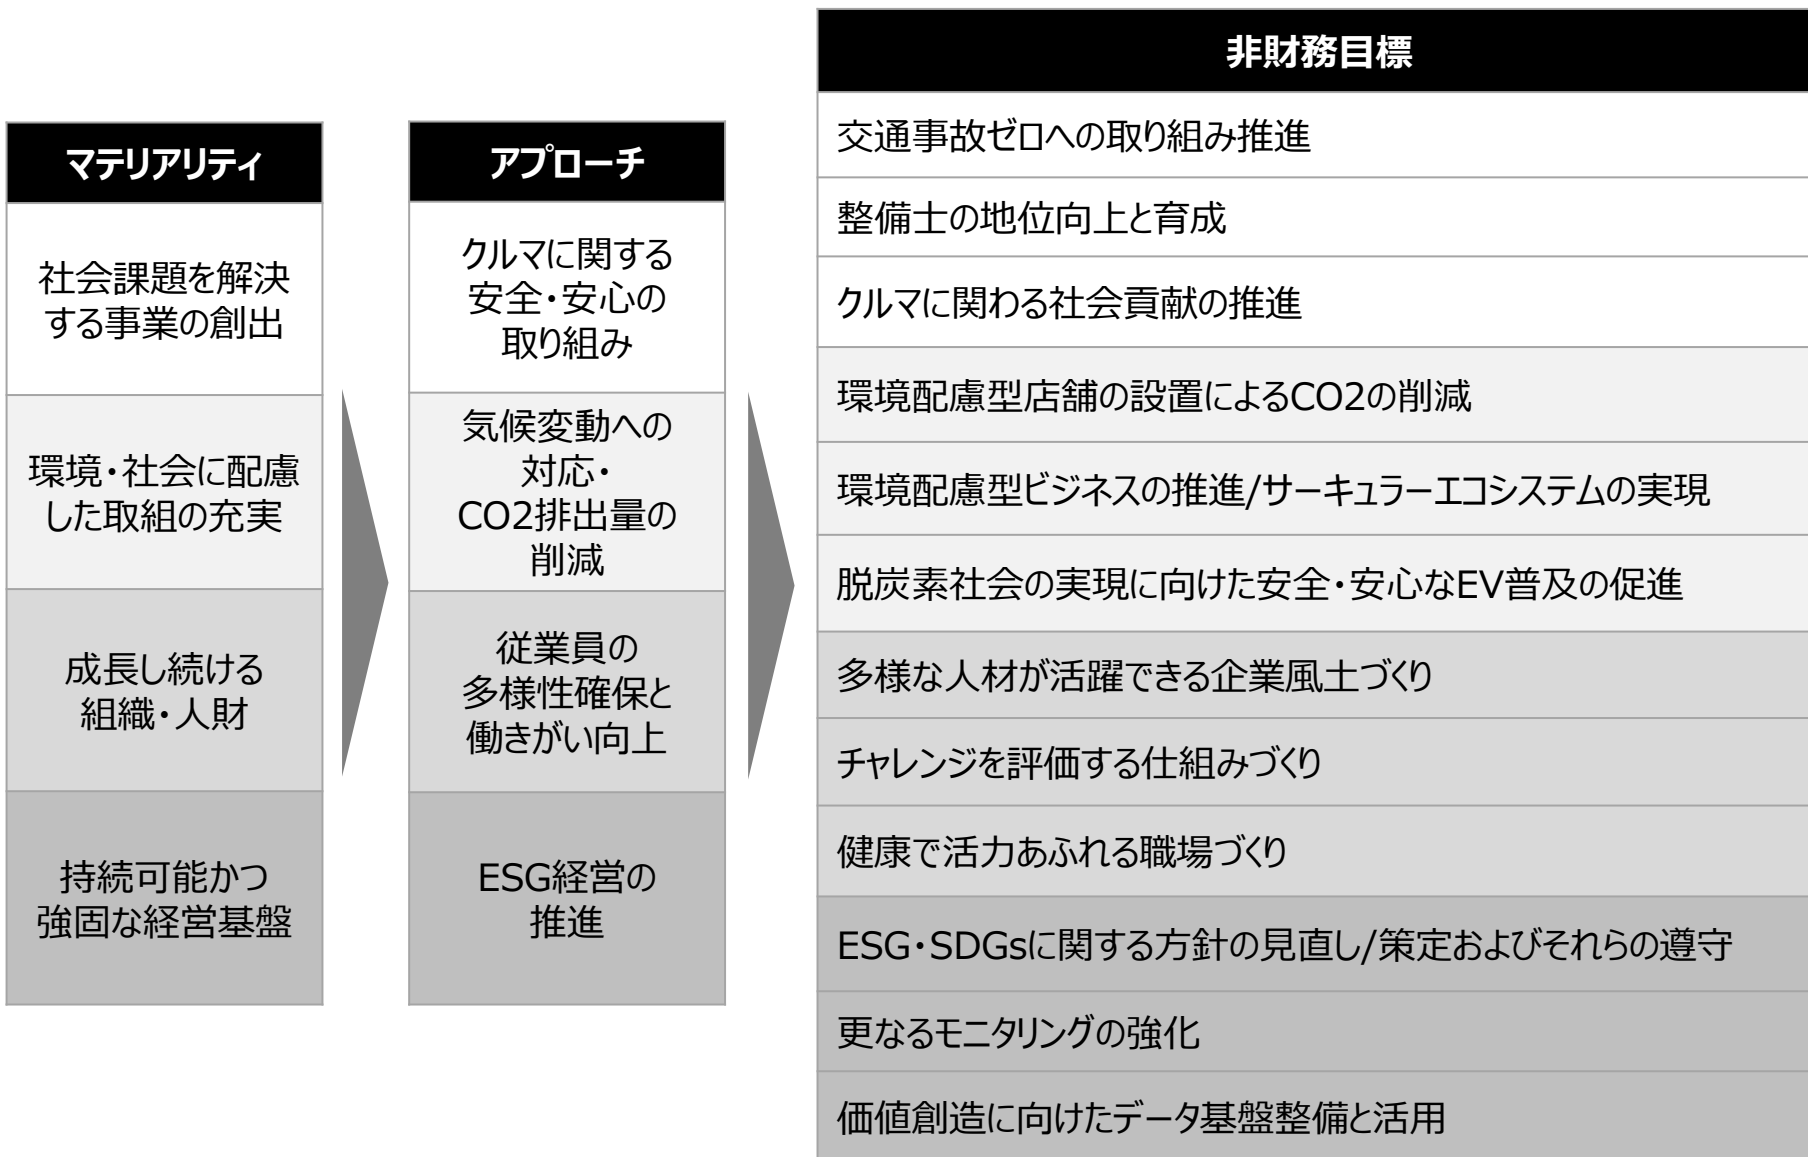 マテリアリティ
社会課題を解決
する事業の創出
環境・社会に配慮
した取組の充実
成長し続ける
組織・人財
持続可能かつ
強固な経営基盤
アプローチ
クルマに関する
安全・安心の
取り組み
気候変動への
対応・
CO2排出量の
削減
従業員の
多様性確保と
働きがい向上
ESG経営の
推進
非財務目標
交通事故ゼロへの取り組み推進
整備士の地位向上と育成
クルマに関わる社会貢献の推進
環境配慮型店舗の設置によるCO2の削減
環境配慮型ビジネスの推進/サーキュラーエコシステムの実現
脱炭素社会の実現に向けた安全・安心なEV普及の促進
多様な人材が活躍できる企業風土づくり
チャレンジを評価する仕組みづくり
健康で活力あふれる職場づくり
ESG・SDGsに関する方針の見直し/策定およびそれらの遵守
更なるモニタリングの強化
価値創造に向けたデータ基盤整備と活用